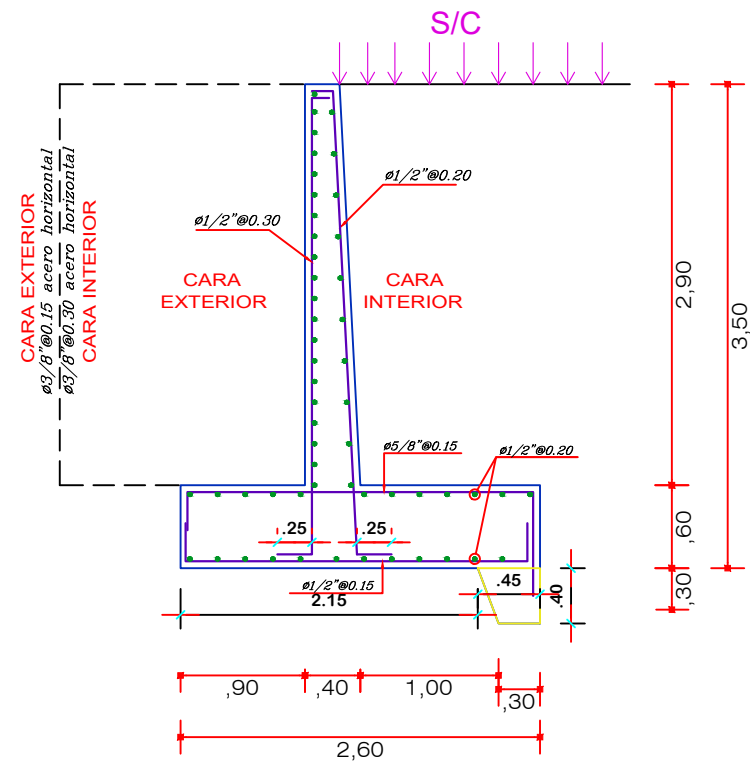 S/C
ø1/2"@0.20
ø1/2"@0.30
CARA EXTERIOR
ø3/8"@0.15 acero horizontal
ø3/8"@0.30 acero horizontal
CARA INTERIOR
CARA
EXTERIOR
CARA
INTERIOR
2,90
3,50
ø5/8"@0.15
ø1/2"@0.20
.25
.25
,60
ø1/2"@0.15
2.15
.45
.40
,30
,90
,40
1,00
,30
2,60